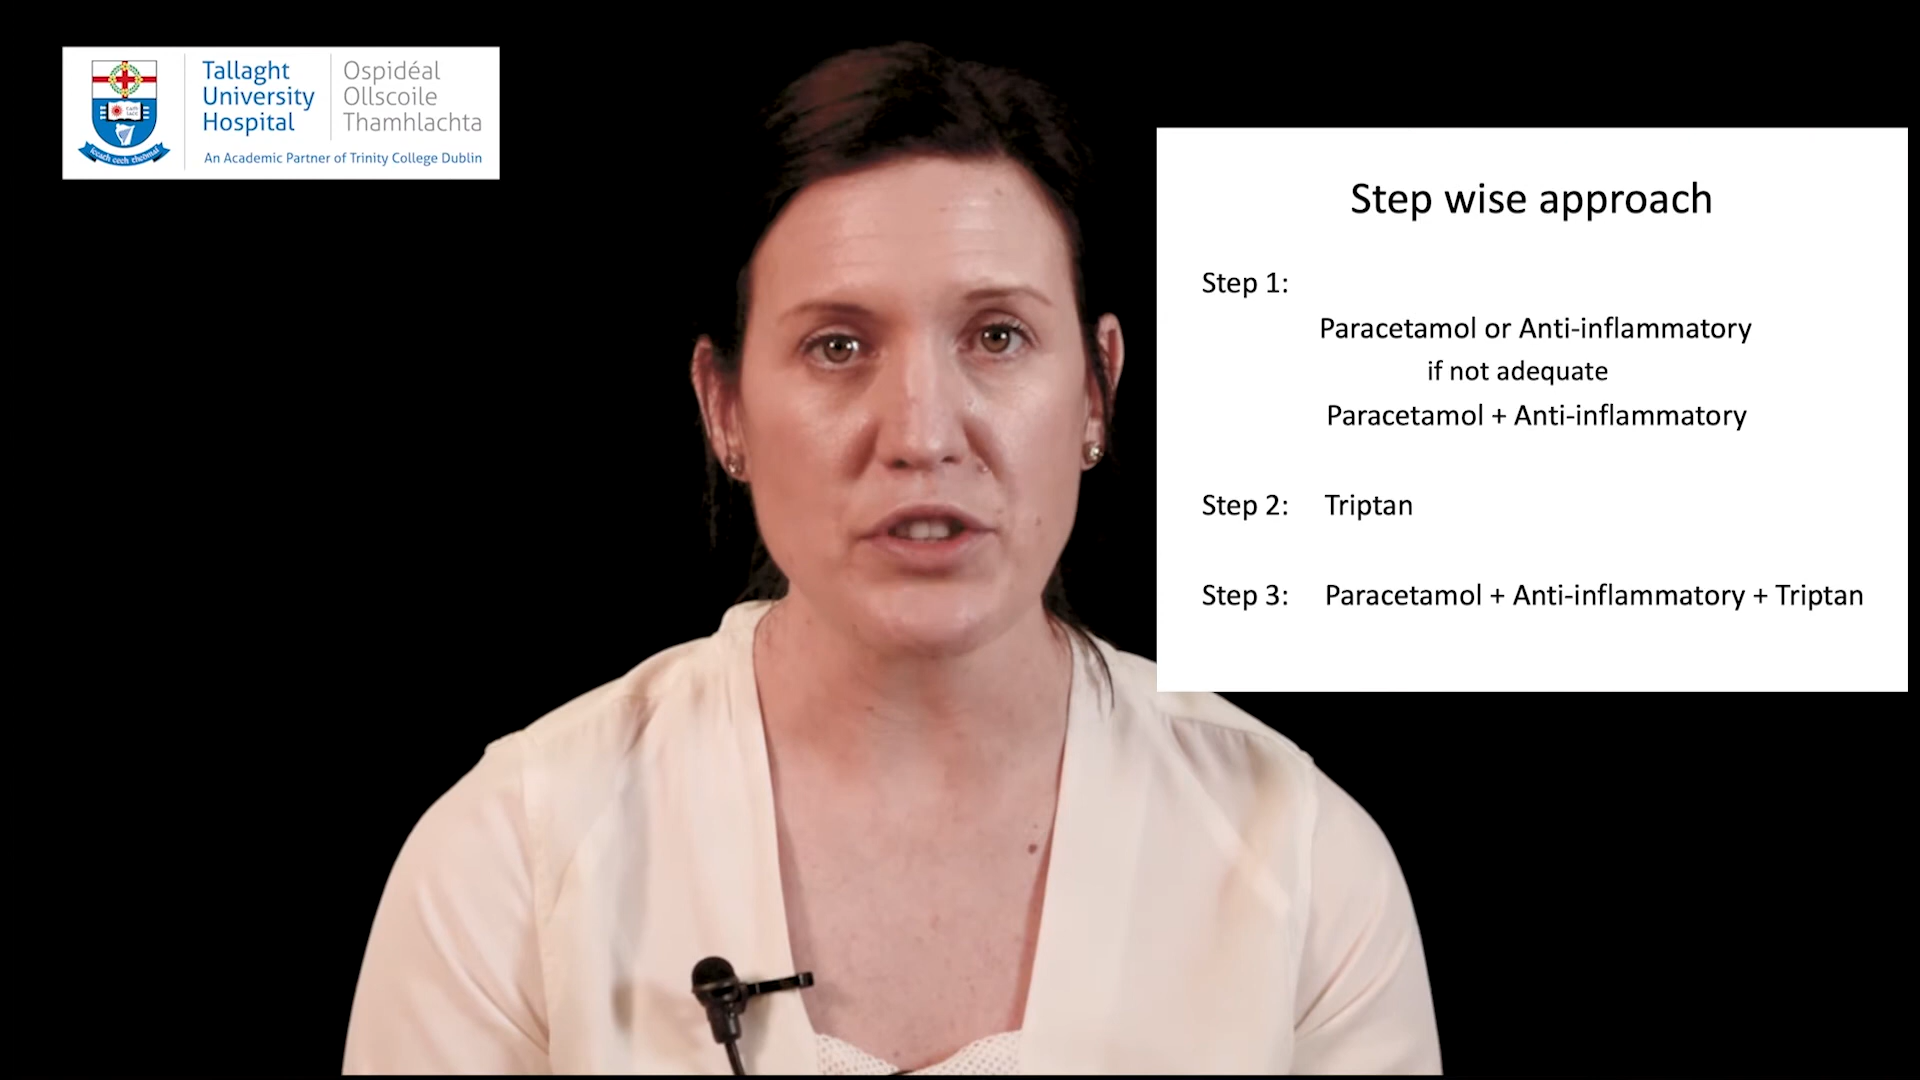 Tallaght
University
Hospital
Ospidéal
Ollscoile
Thamhlachta
An Academic Partner of Trinity College Dublin
Step wise approach
Step 1:
Paracetamol or Anti-inflammatory
if not adequate
Paracetamol + Anti-inflammatory
Step 2: Triptan
Step 3: Paracetamol + Anti-inflammatory + Triptan